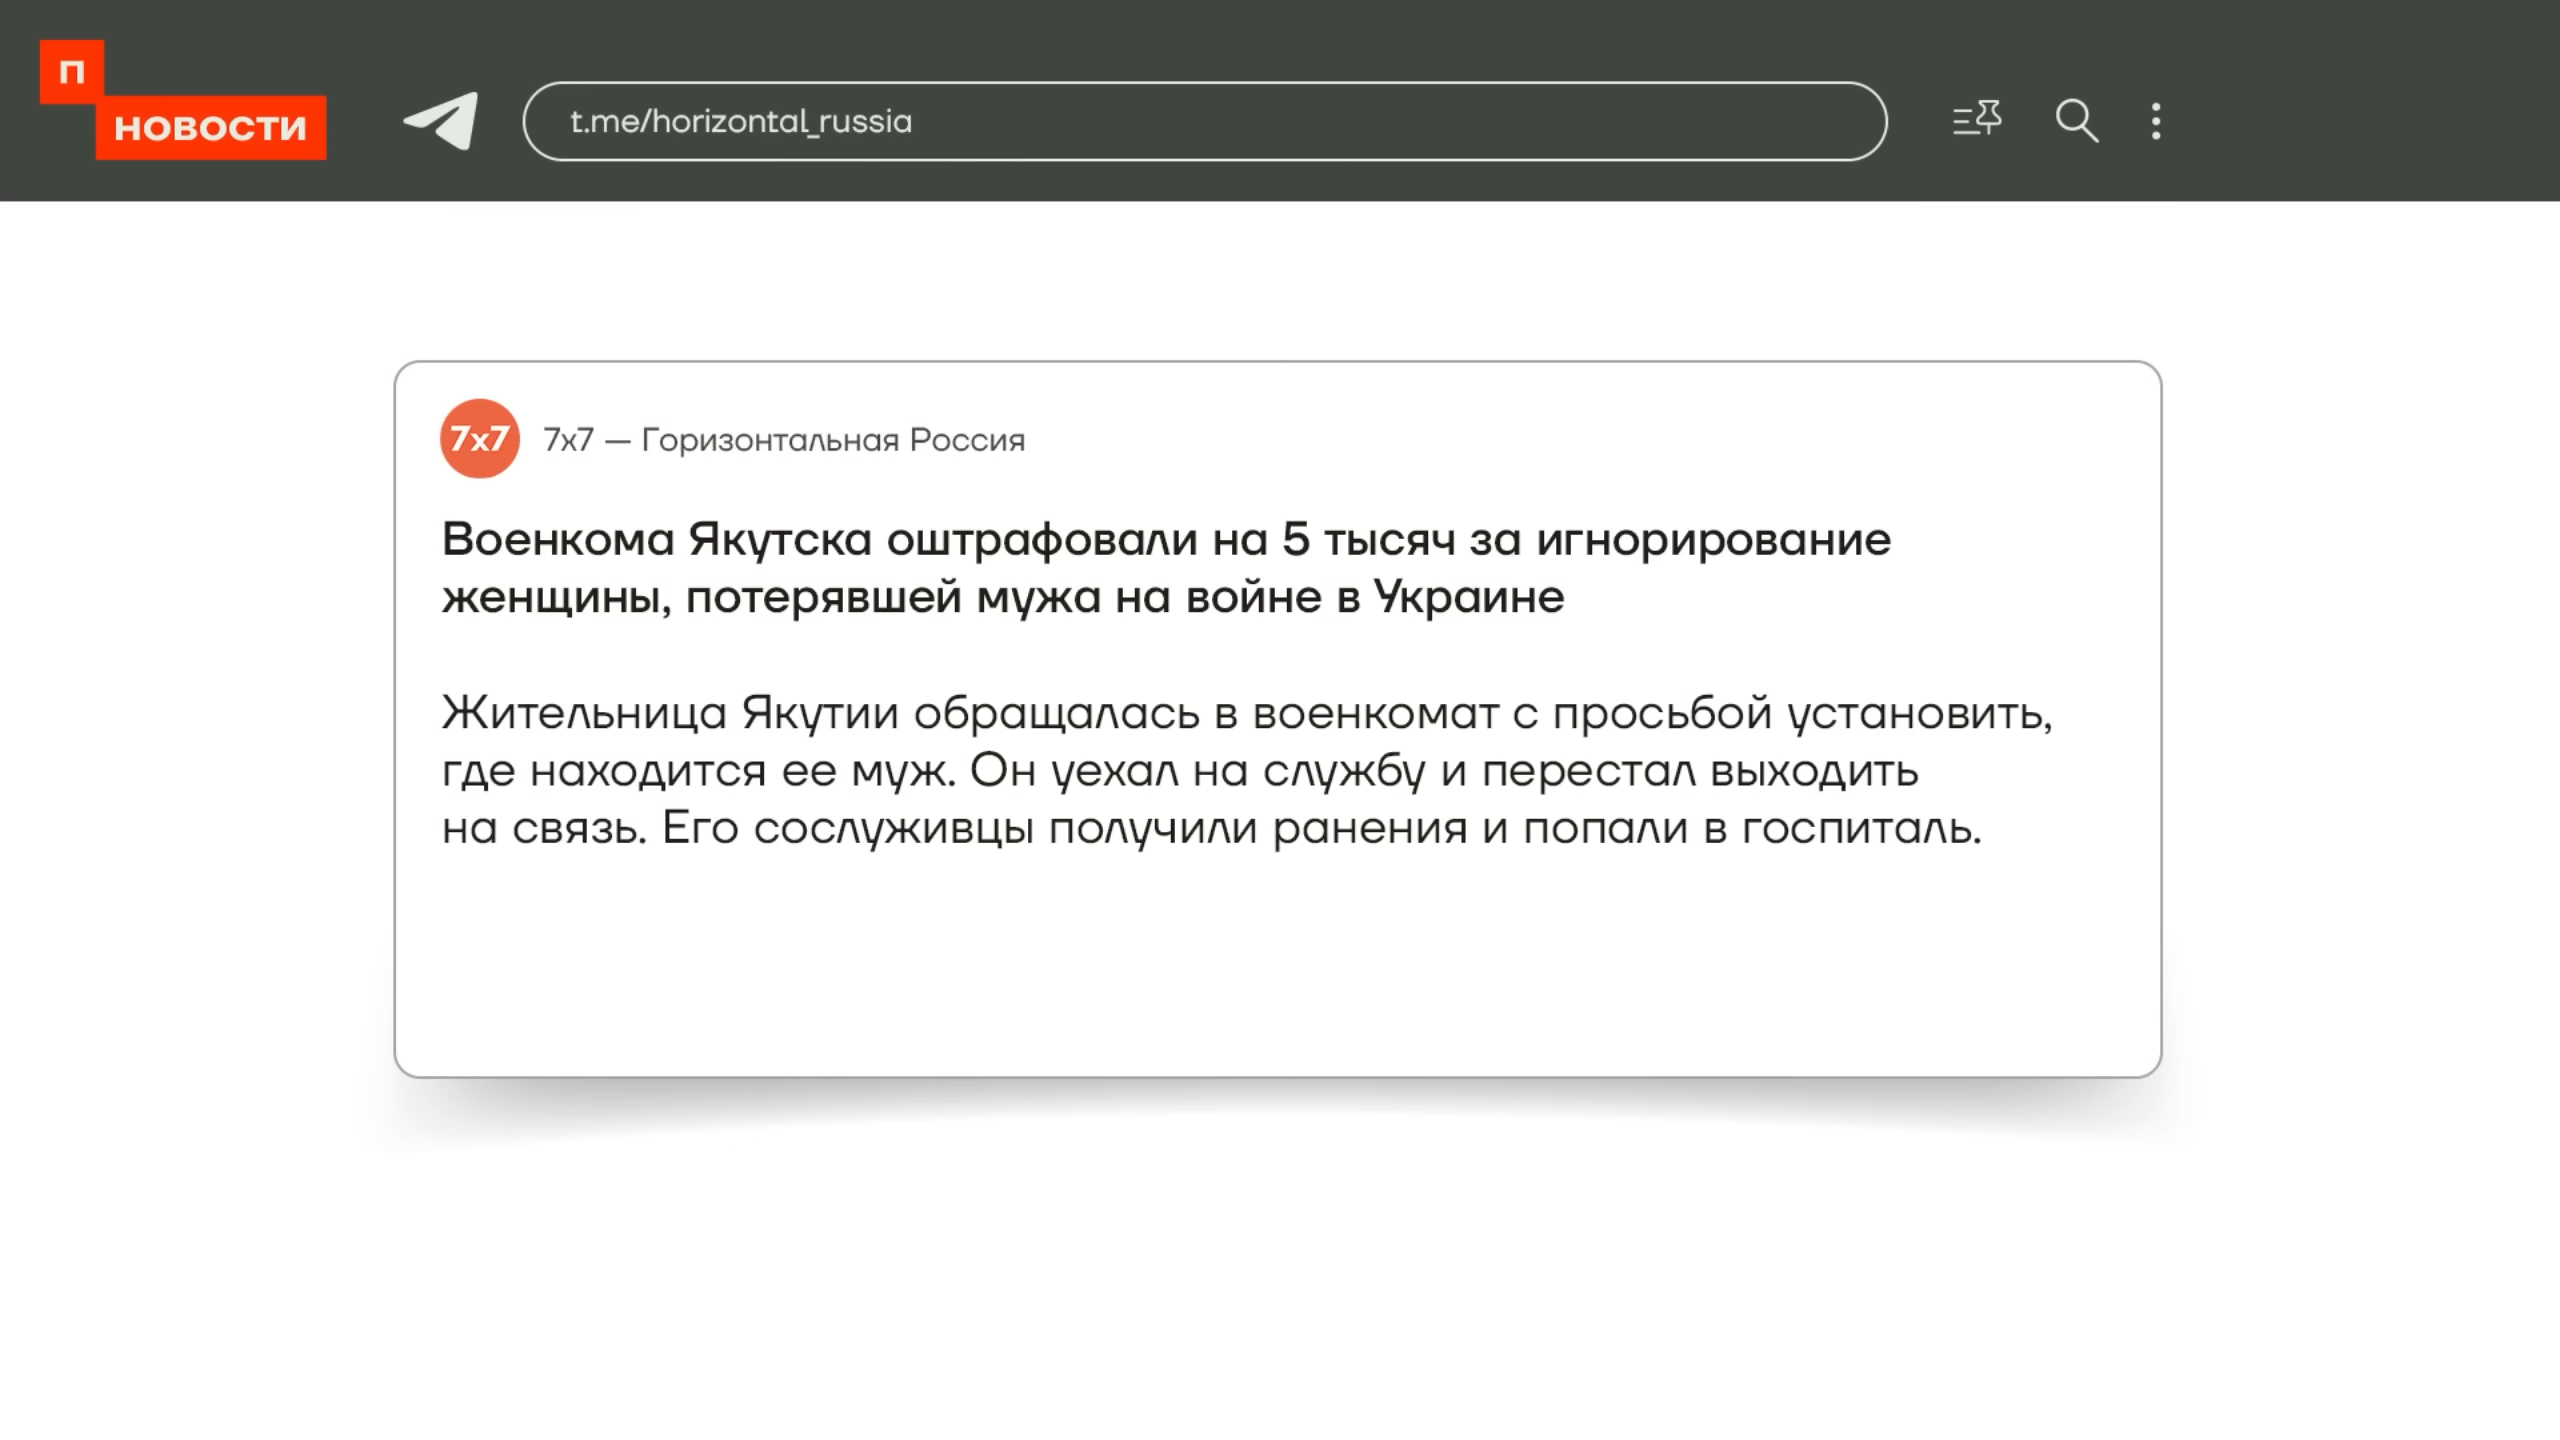 П
НОВОСТИ
t.me/horizontal_russia
7x7
7x7 — Горизонтальная Россия
Военкома Якутска оштрафовали на 5 тысяч за игнорирование
женщины, потерявшей мужа на войне в Украине
Жительница Якутии обращалась в военкомат с просьбой установить,
где находится ее муж. Он уехал на службу и перестал выходить
на связь. Его сослуживцы получили ранения и попали в госпиталь.